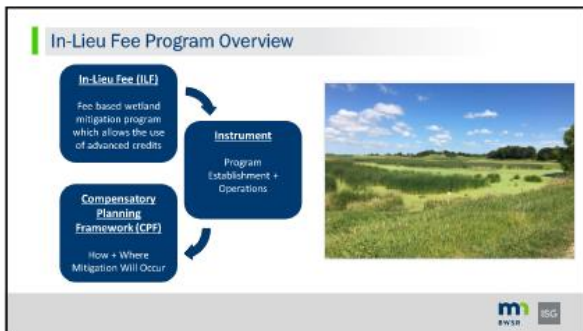 In-Lieu Fee Program Overview
In-Lieu Fee (ILF)
Fee based wetland
mitigation program
which allows the use
of advanced credits
Instrument
Program
Establishment +
Operations
Compensatory
Planning
Framework (CPF)
How + Where
Mitigation Will Occur
BWSR
ISG